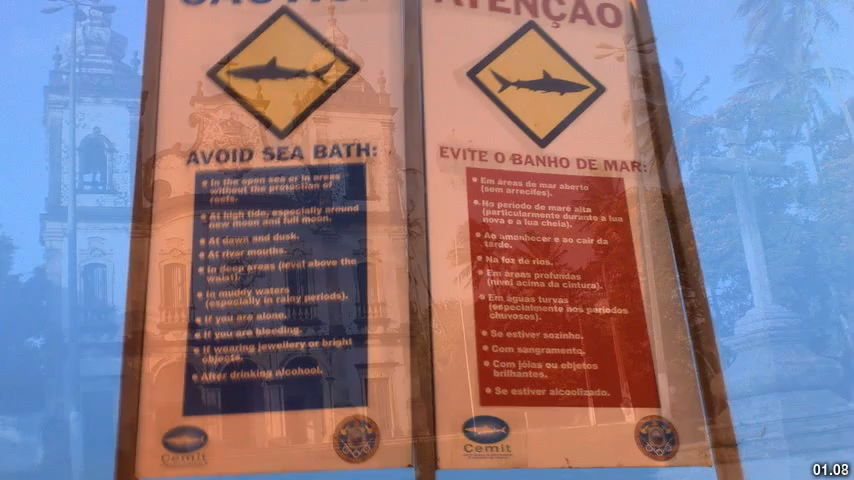 ATENÇÃO
AVOID SEA BATH:
In the open sea or in areas
without the protection of
reefs.
At high tide, especially around
new moon and full moon.
At dawn and dusk.
At river mouths.
In deep areas (level above the
waist).
In muddy waters
(especially in rainy periods).
If you are alone.
If you are bleeding.
If wearing jewellery or bright
objects.
After drinking alcohool.
Cemit
EVITE O BANHO DE MAR:
Em áreas de mar aberto
(sem arrecifes).
No período de maré alta
(particularmente durante a lua
nova e a lua cheia).
Ao amanhecer e ao cair da
tarde.
Na foz de rios.
Em áreas profundas
(nível acima da cintura).
Em águas turvas
(especialmente nos períodos
chuvosos).
Se estiver sozinho.
Com sangramento.
Com jóias ou objetos
brilhantes.
Se estiver alcoolizado.
Cemit
01.08